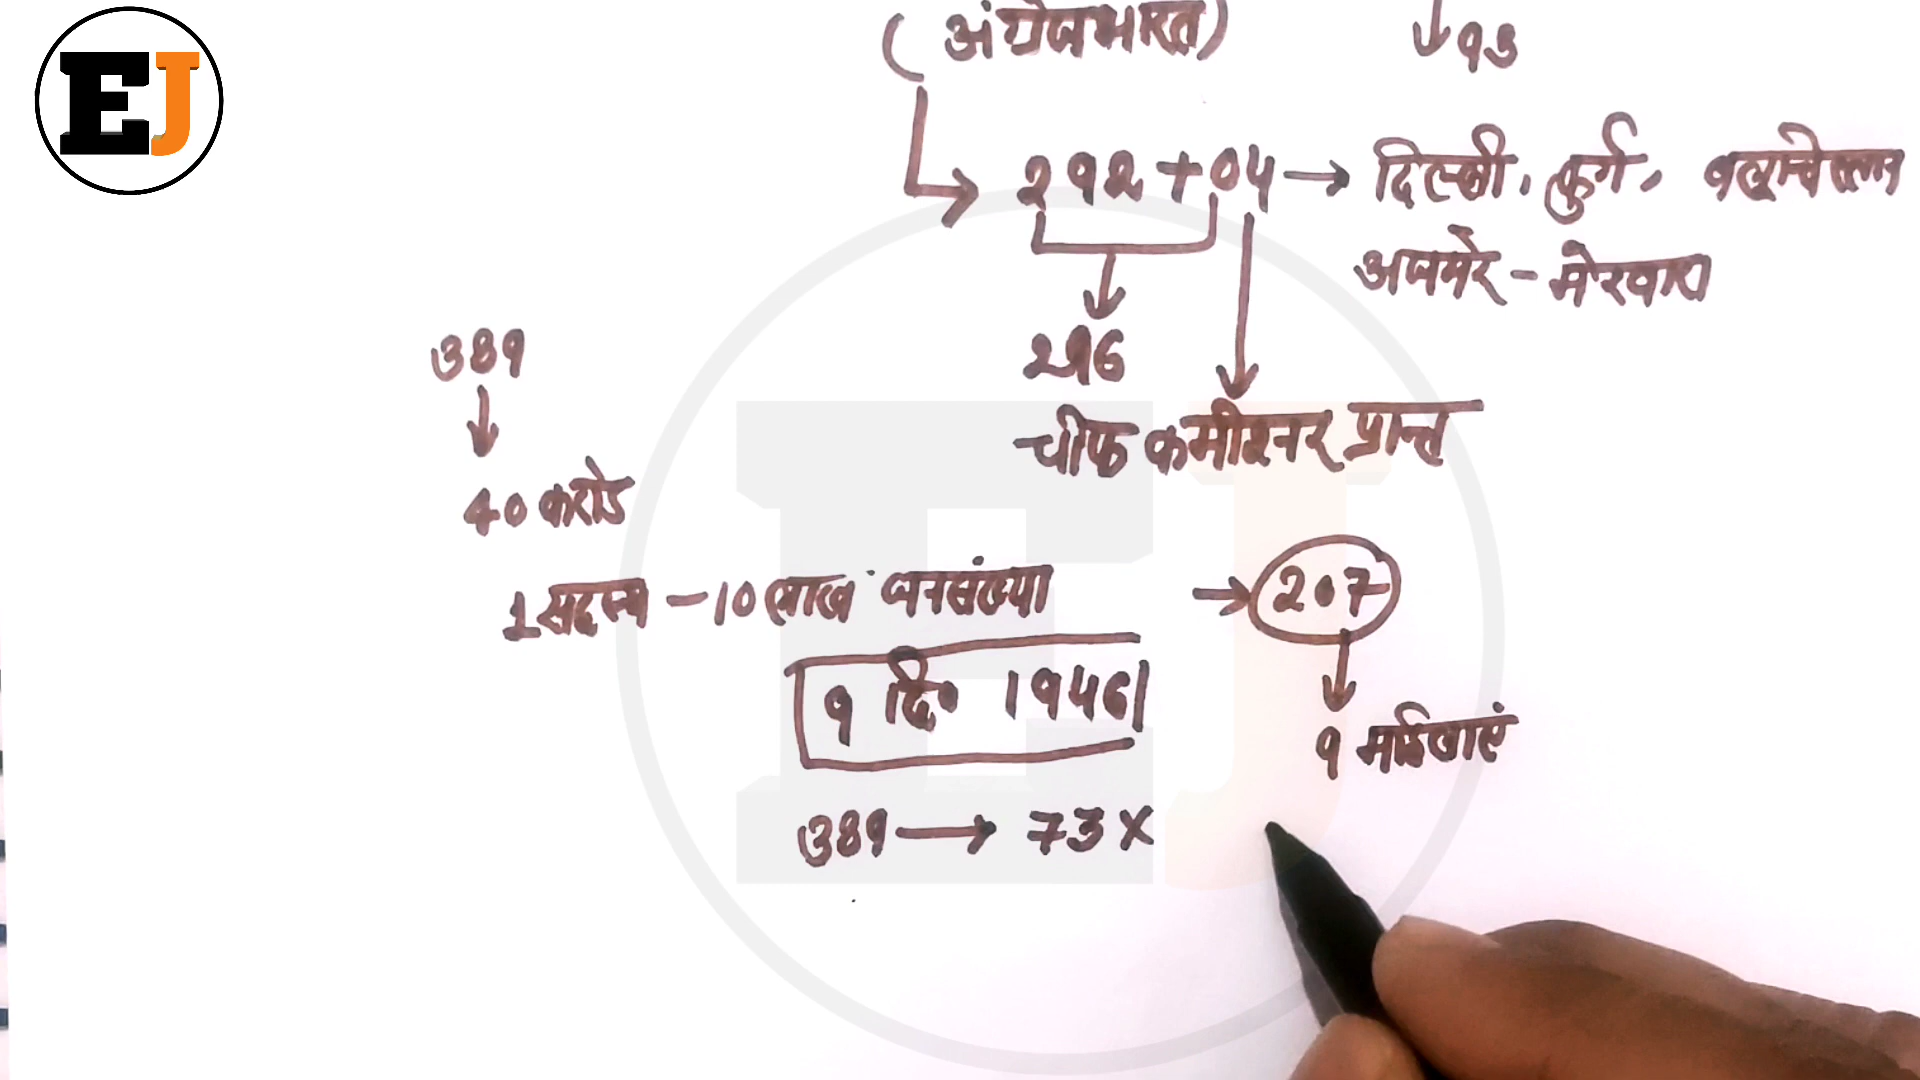 EJ
(अंग्रेजभारत)
93
292 + 04 → दिल्ली, कुर्ग, बलूचिस्तान
अजमेर - मेरवारा
296
389
चीफ कमीश्नर प्रान्त
40 करोड
1 सदस्य - 10 लाख जनसंख्या → 207
9 दि० 1946
9 महिलाएं
389 → 73 ×